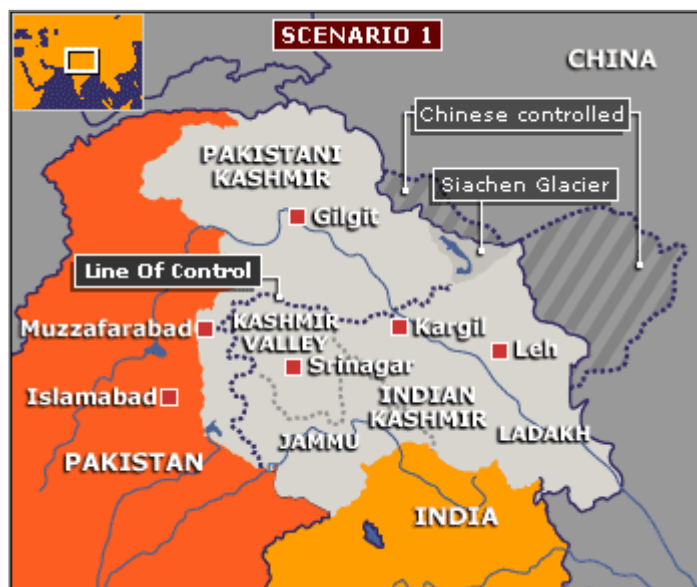 SCENARIO 1
CHINA
Chinese controlled
PAKISTANI
KASHMIR
Siachen Glacier
Gilgit
Line Of Control
Muzzafarabad
KASHMIR
VALLEY
Kargil
Srinagar
Leh
Islamabad
INDIAN
KASHMIR
LADAKH
JAMMU
PAKISTAN
INDIA